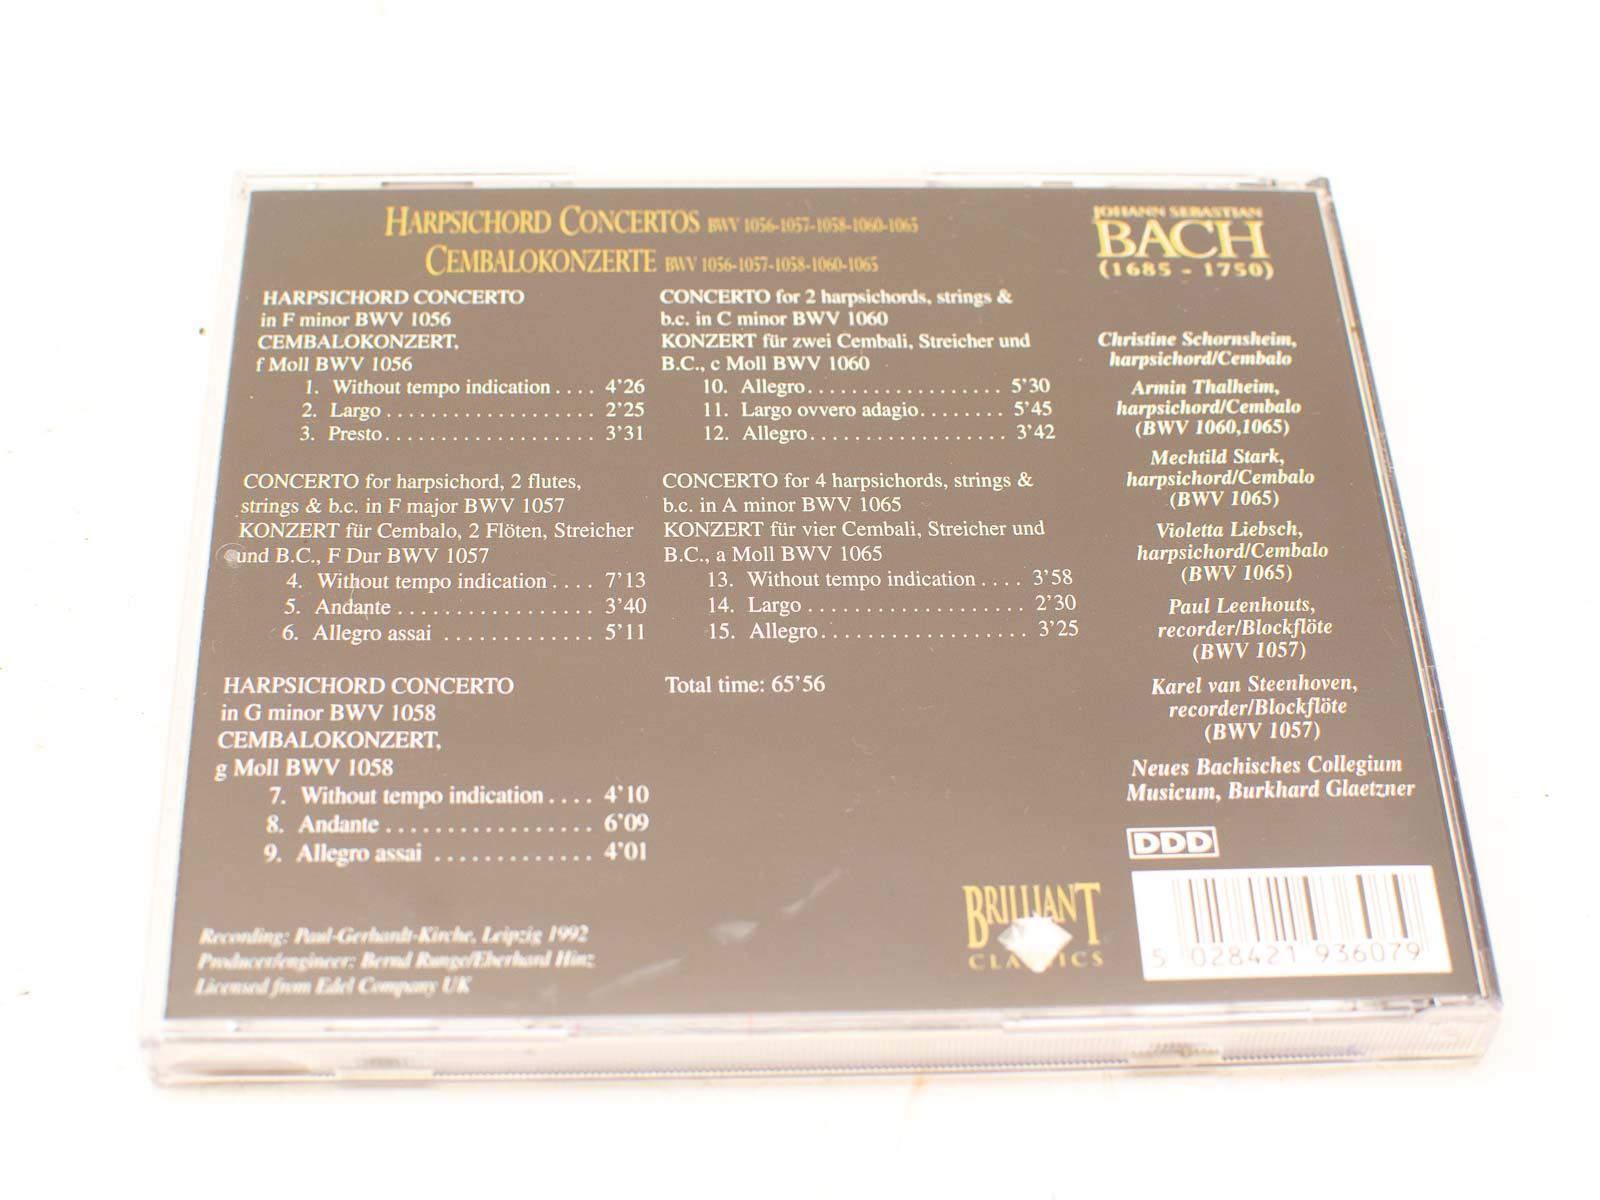 HARPSICHORD CONCERTOS BWV 1056-1057-1058-1060-1065
CEMBALOKONZERTE BWV 1056-1057-1058-1060-1065
HARPSICHORD CONCERTO
in F minor BWV 1056
CEMBALOKONZERT,
f Moll BWV 1056
1. Without tempo indication .... 4'26
2. Largo .................... 2'25
3. Presto.................... 3'31
CONCERTO for harpsichord, 2 flutes,
strings & b.c. in F major BWV 1057
KONZERT für Cembalo, 2 Flöten, Streicher
und B.C., F Dur BWV 1057
4. Without tempo indication .... 7'13
5. Andante .................. 3'40
6. Allegro assai ............. 5'11
HARPSICHORD CONCERTO
in G minor BWV 1058
CEMBALOKONZERT,
g Moll BWV 1058
7. Without tempo indication .... 4'10
8. Andante .................. 6'09
9. Allegro assai ............. 4'01
Recording: Paul-Gerhardt-Kirche, Leipzig 1992
Producer/engineer: Bernd Runge/Eberhard Hinz
Licensed from Edel Company UK
CONCERTO for 2 harpsichords, strings &
b.c. in C minor BWV 1060
KONZERT für zwei Cembali, Streicher und
B.C., c Moll BWV 1060
10. Allegro.................... 5'30
11. Largo ovvero adagio........ 5'45
12. Allegro.................... 3'42
CONCERTO for 4 harpsichords, strings &
b.c. in A minor BWV 1065
KONZERT für vier Cembali, Streicher und
B.C., a Moll BWV 1065
13. Without tempo indication .... 3'58
14. Largo .................... 2'30
15. Allegro.................... 3'25
Total time: 65'56
JOHANN SEBASTIAN
BACH
(1685 - 1750)
Christine Schornsheim,
harpsichord/Cembalo
Armin Thalheim,
harpsichord/Cembalo
(BWV 1060,1065)
Mechtild Stark,
harpsichord/Cembalo
(BWV 1065)
Violetta Liebsch,
harpsichord/Cembalo
(BWV 1065)
Paul Leenhouts,
recorder/Blockflöte
(BWV 1057)
Karel van Steenhoven,
recorder/Blockflöte
(BWV 1057)
Neues Bachisches Collegium
Musicum, Burkhard Glaetzner
DDD
BRILLIANT
CLASSICS
5 028421 936079